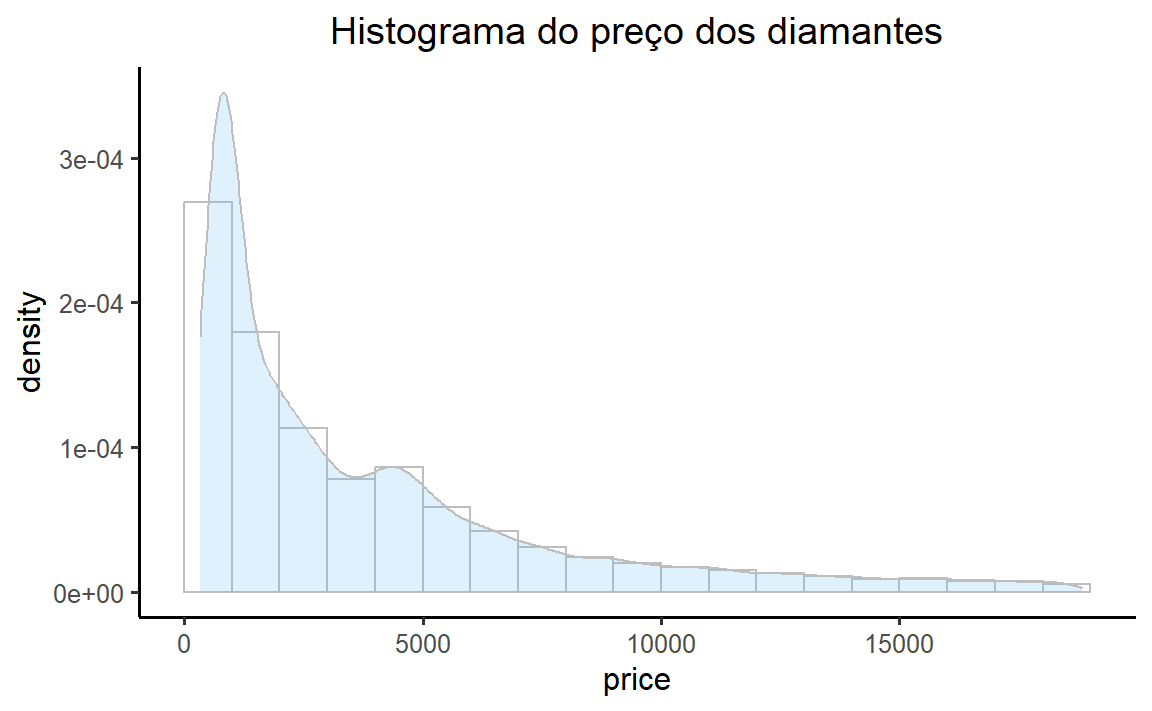 Histograma do preço dos diamantes
density
3e-04
2e-04
1e-04
0e+00
0
5000
10000
15000
price